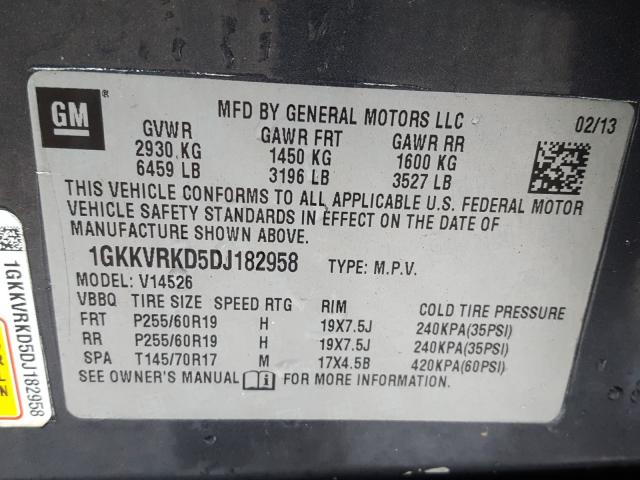 GM ®
MFD BY GENERAL MOTORS LLC 02/13
GVWR GAWR FRT GAWR RR
2930 KG 1450 KG 1600 KG
6459 LB 3196 LB 3527 LB
THIS VEHICLE CONFORMS TO ALL APPLICABLE U.S. FEDERAL MOTOR
VEHICLE SAFETY STANDARDS IN EFFECT ON THE DATE OF
MANUFACTURE SHOWN ABOVE.
1GKKVRKD5DJ182958 TYPE: M.P.V.
MODEL: V14526
VBBQ TIRE SIZE SPEED RTG RIM COLD TIRE PRESSURE
FRT P255/60R19 H 19X7.5J 240KPA(35PSI)
RR P255/60R19 H 19X7.5J 240KPA(35PSI)
SPA T145/70R17 M 17X4.5B 420KPA(60PSI)
SEE OWNER'S MANUAL FOR MORE INFORMATION.
1GKKVRKD5DJ182958